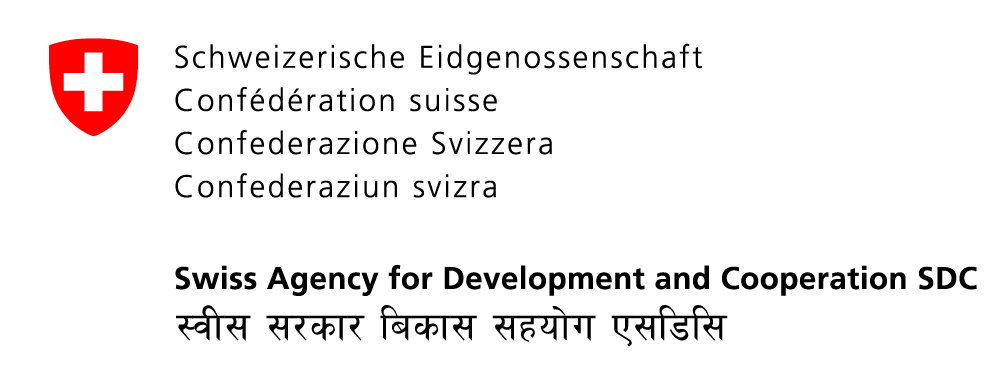 Schweizerische Eidgenossenschaft
Confédération suisse
Confederazione Svizzera
Confederaziun svizra
Swiss Agency for Development and Cooperation SDC
स्वीस सरकार बिकास सहयोग एसडिसि